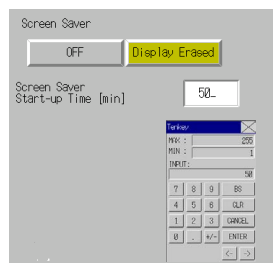 Screen Saver
OFF Display Erased
Screen Saver
Start-up Time [min] 50_
Tenkey
MAX : 255
MIN : 1
INPUT:
50
7 8 9 BS
4 5 6 CLR
1 2 3 CANCEL
0 . +/- ENTER
<- ->